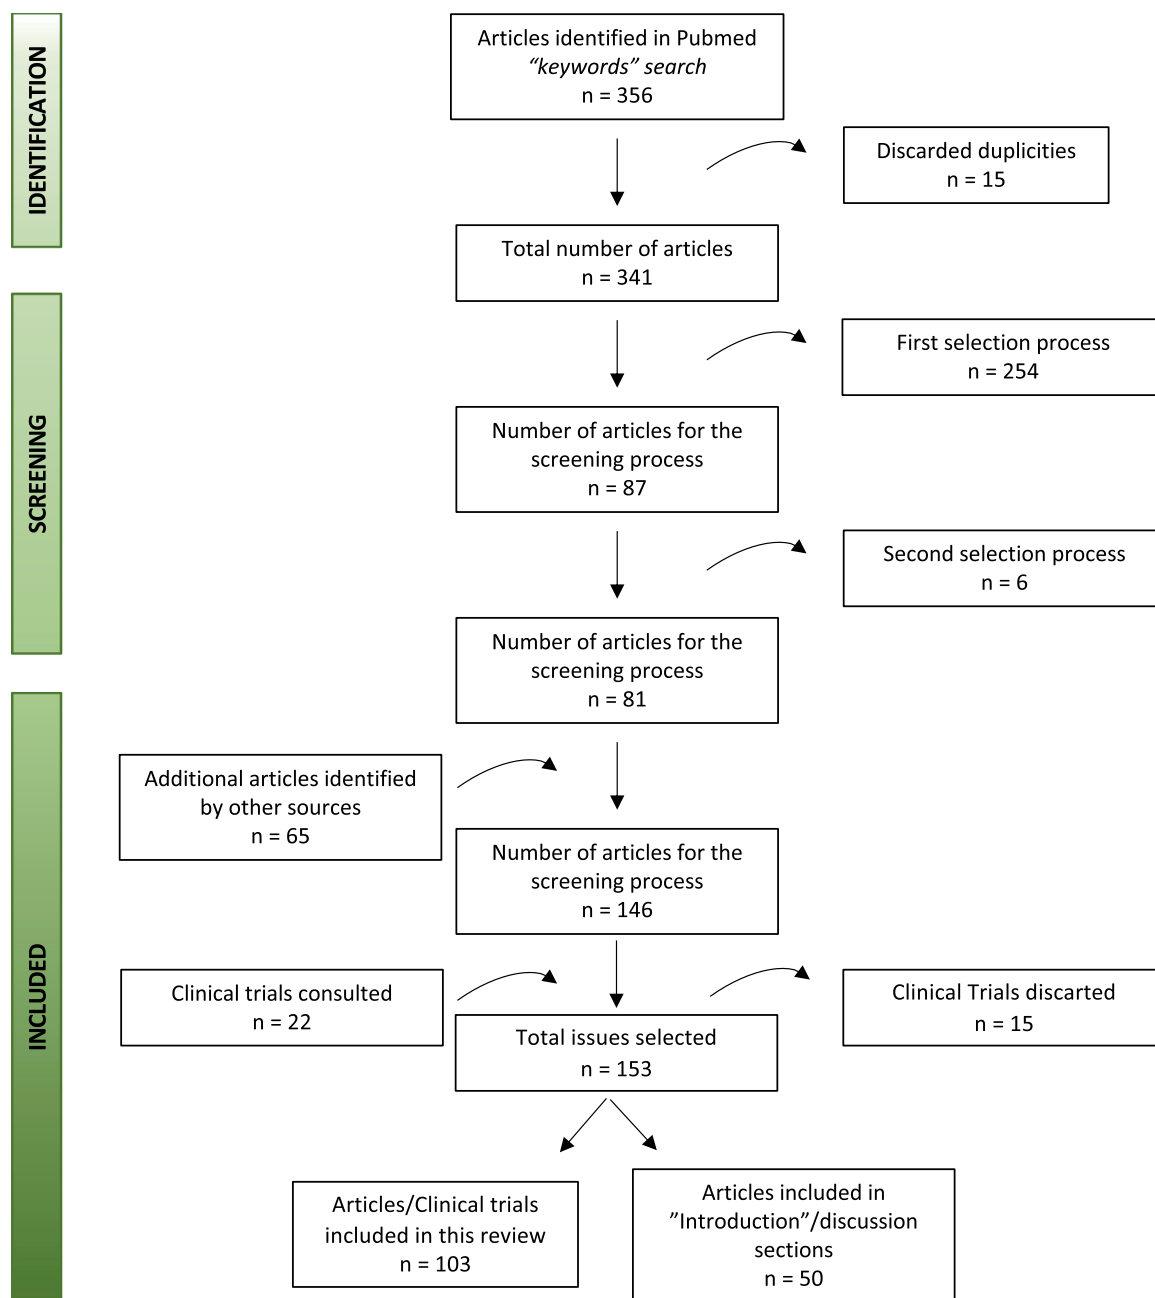 IDENTIFICATION
Articles identified in Pubmed
“keywords” search
n = 356
Discarded duplicities
n = 15
Total number of articles
n = 341
SCREENING
First selection process
n = 254
Number of articles for the
screening process
n = 87
Second selection process
n = 6
Number of articles for the
screening process
n = 81
INCLUDED
Additional articles identified
by other sources
n = 65
Number of articles for the
screening process
n = 146
Clinical trials consulted
n = 22
Clinical Trials discarted
n = 15
Total issues selected
n = 153
Articles/Clinical trials
included in this review
n = 103
Articles included in
”Introduction”/discussion
sections
n = 50